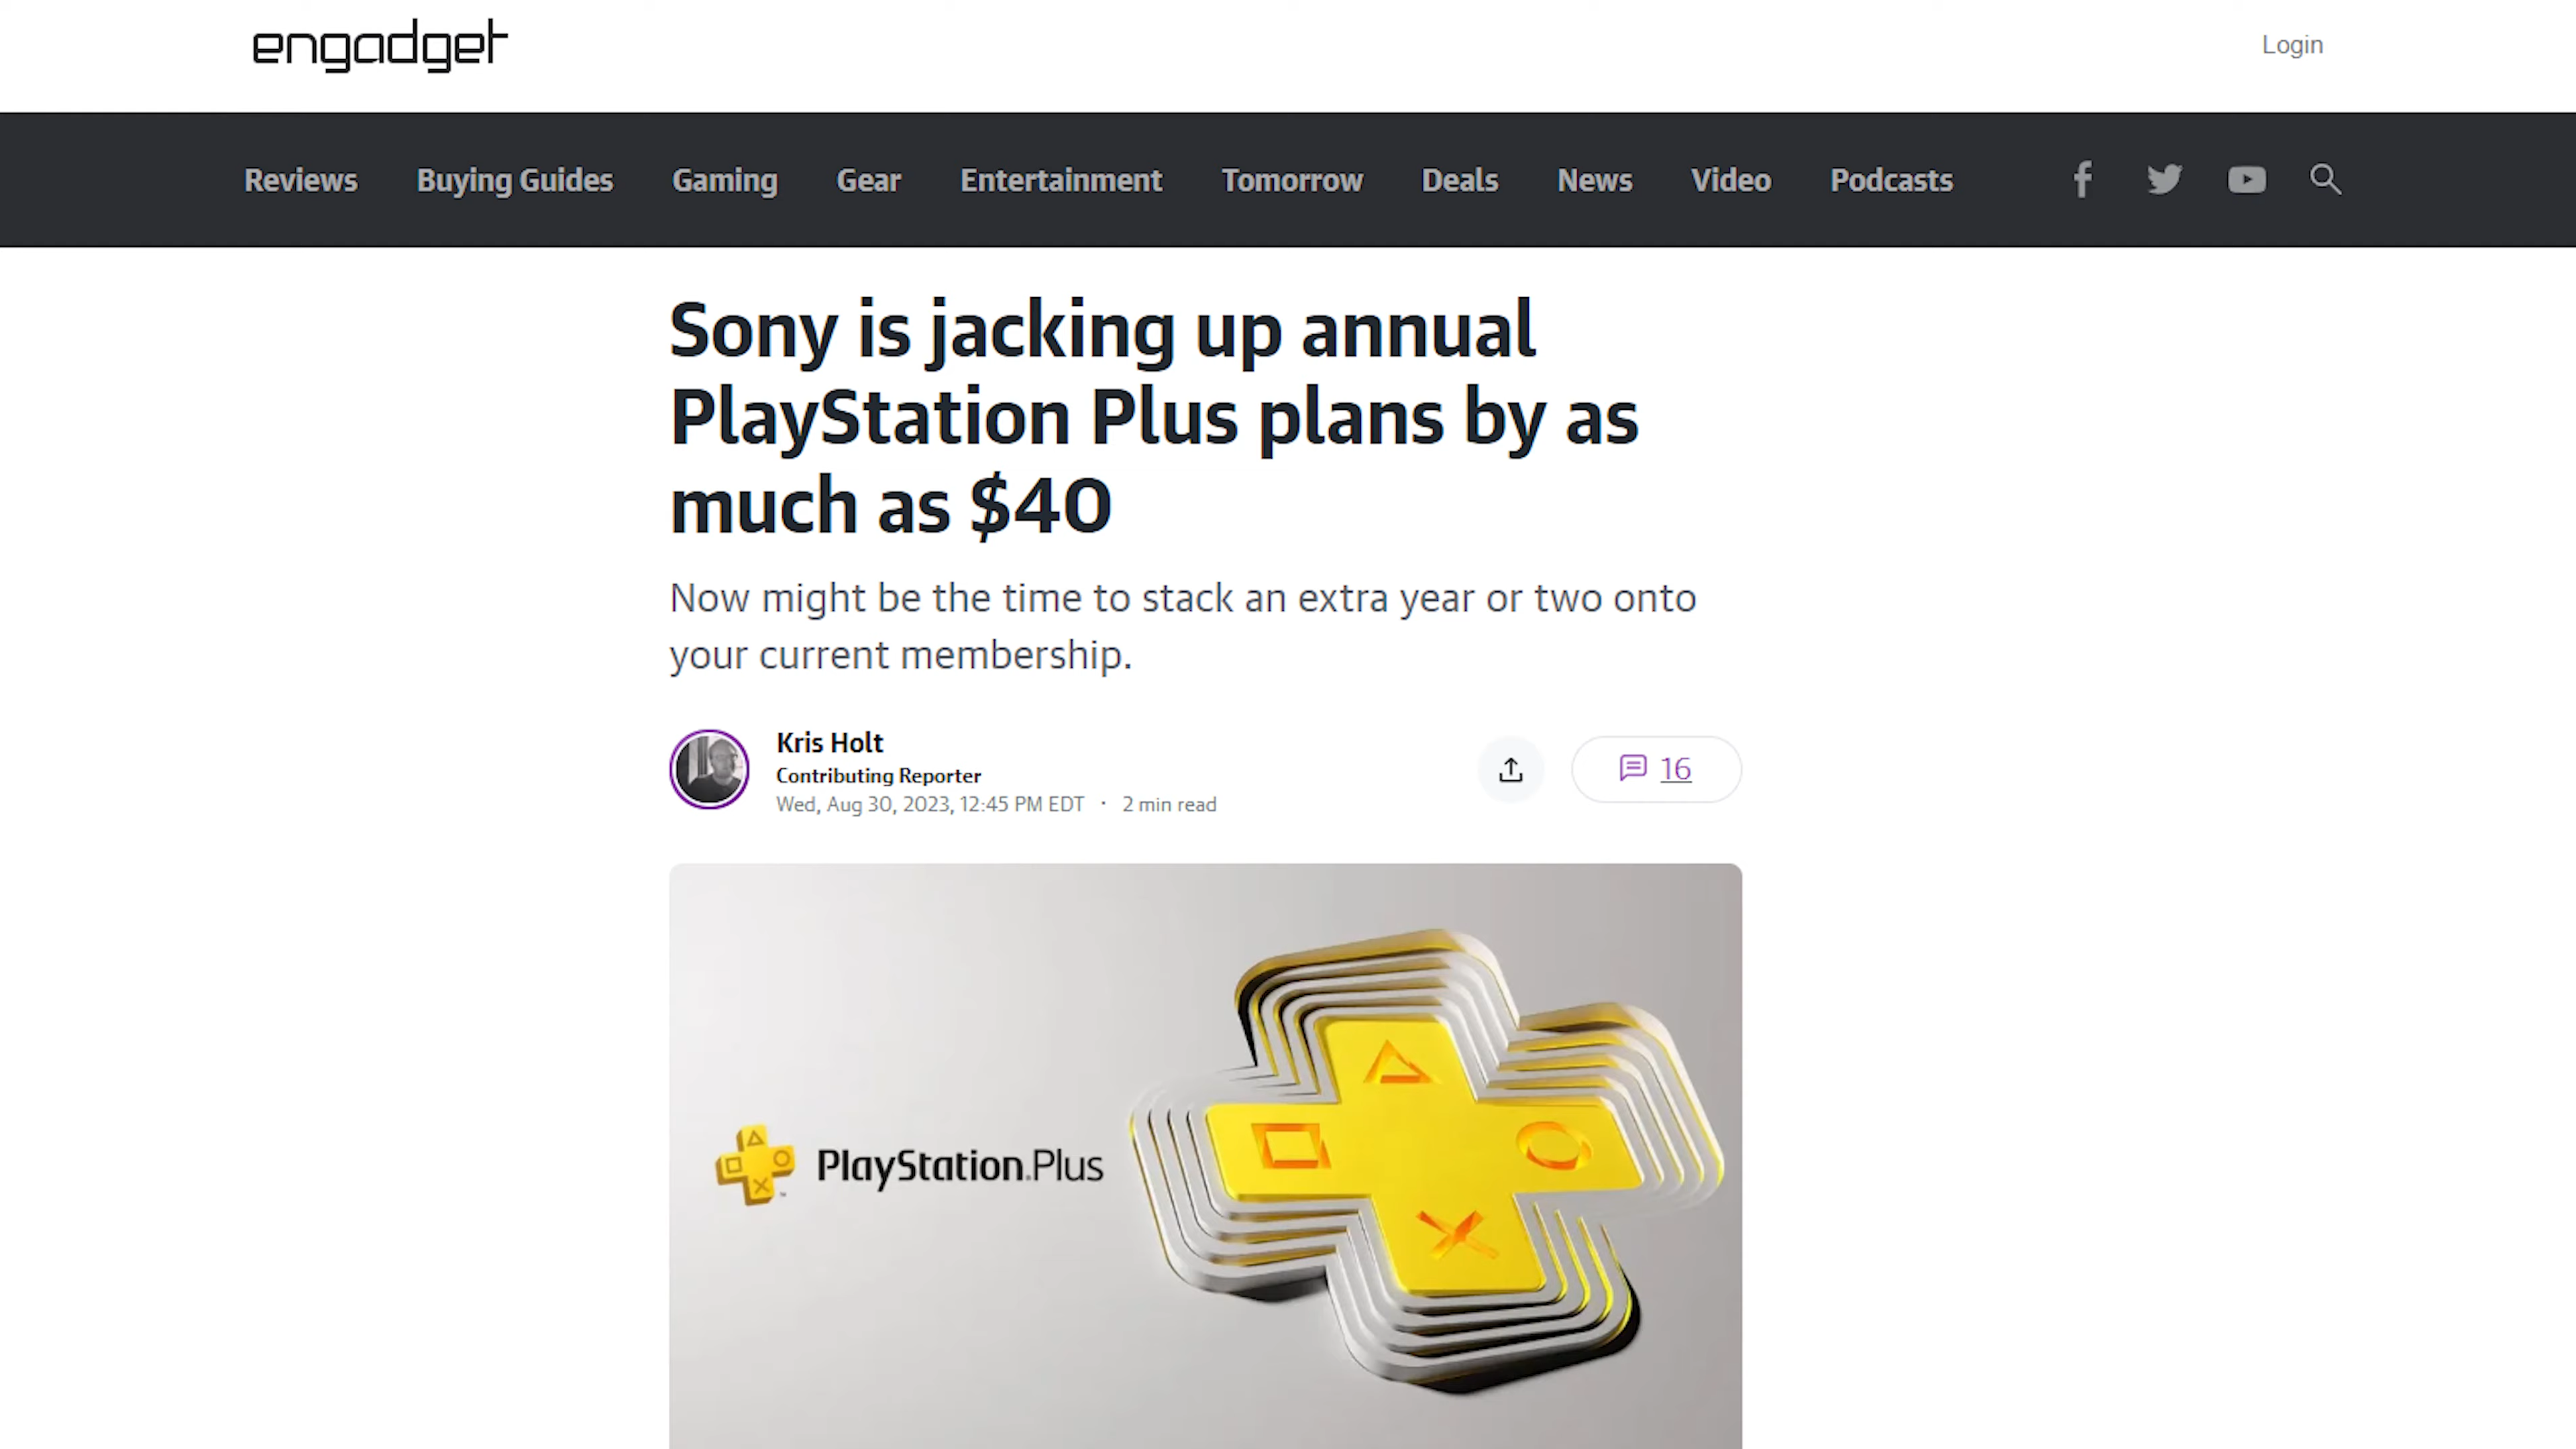 engadget
Login
Reviews Buying Guides Gaming Gear Entertainment Tomorrow Deals News Video Podcasts
Sony is jacking up annual
PlayStation Plus plans by as
much as $40
Now might be the time to stack an extra year or two onto
your current membership.
Kris Holt
Contributing Reporter
Wed, Aug 30, 2023, 12:45 PM EDT · 2 min read
16
PlayStation.Plus